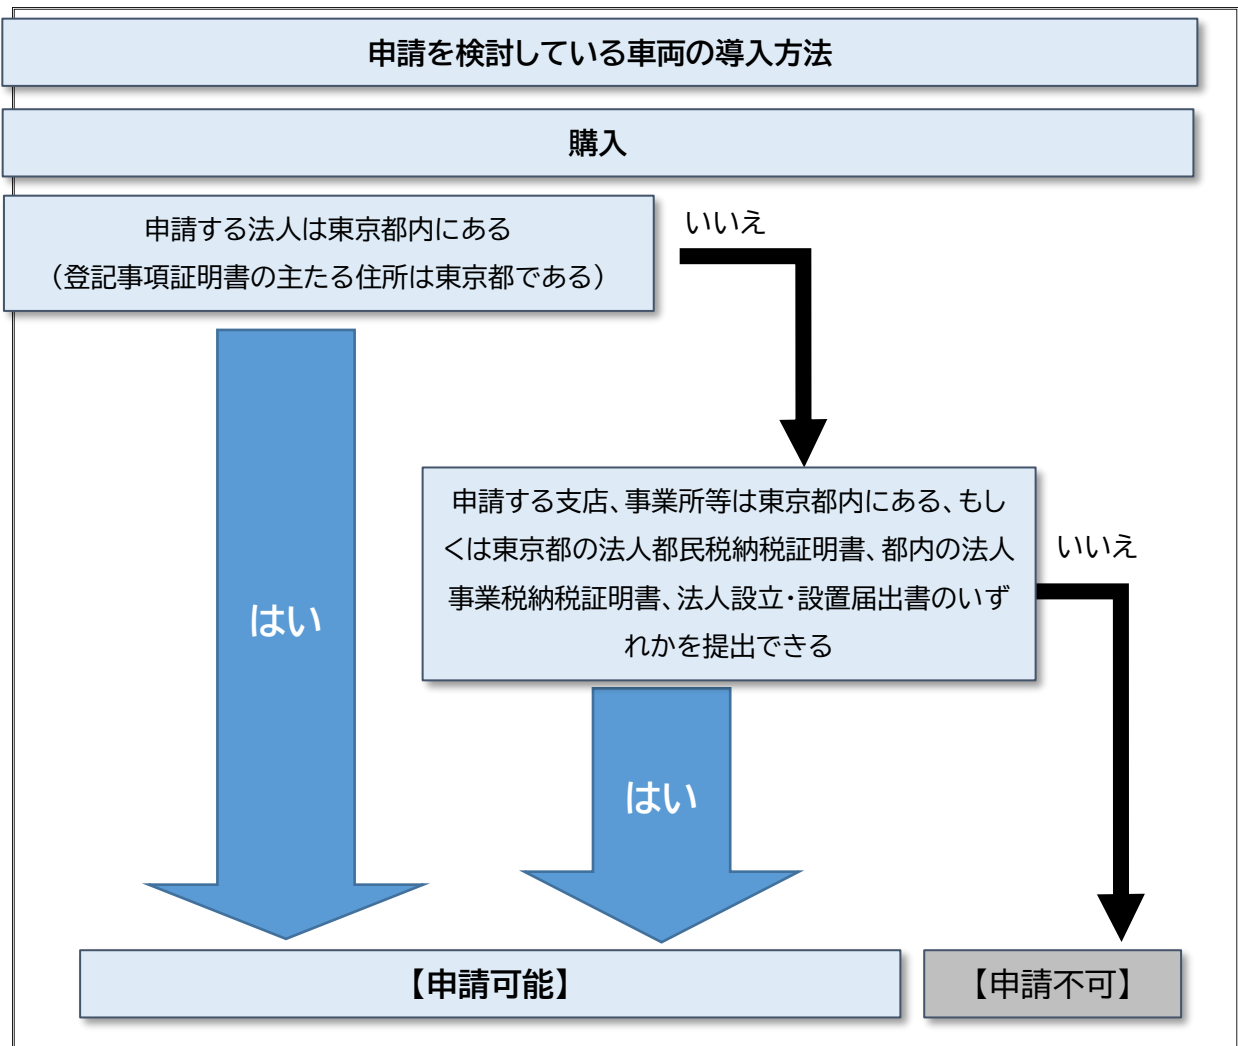 申請を検討している車両の導入方法
購入
申請する法人は東京都内にある
（登記事項証明書の主たる住所は東京都である）
いいえ
申請する支店、事業所等は東京都内にある、もし
くは東京都の法人都民税納税証明書、都内の法人
事業税納税証明書、法人設立・設置届出書のいず
れかを提出できる
いいえ
はい
はい
【申請可能】
【申請不可】